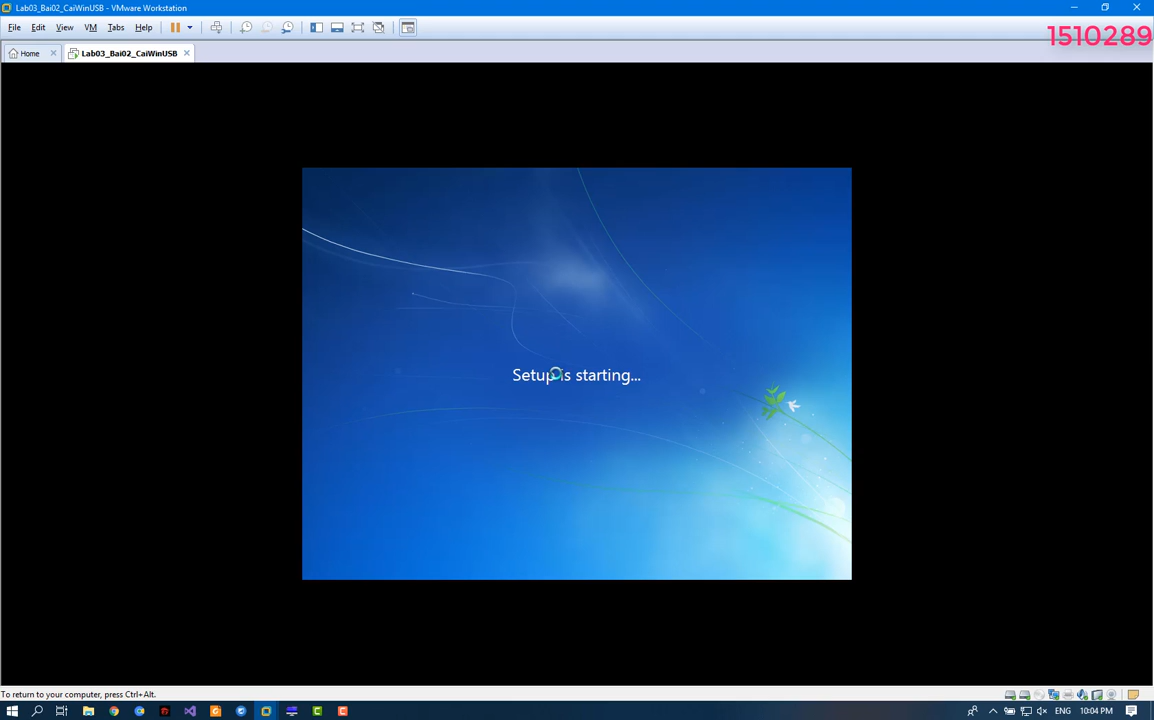 Lab03_Bai02_CaiWinUSB - VMware Workstation
File Edit View VM Tabs Help
1510289
Home Lab03_Bai02_CaiWinUSB
Setup is starting...
To return to your computer, press Ctrl+Alt.
ENG 10:04 PM